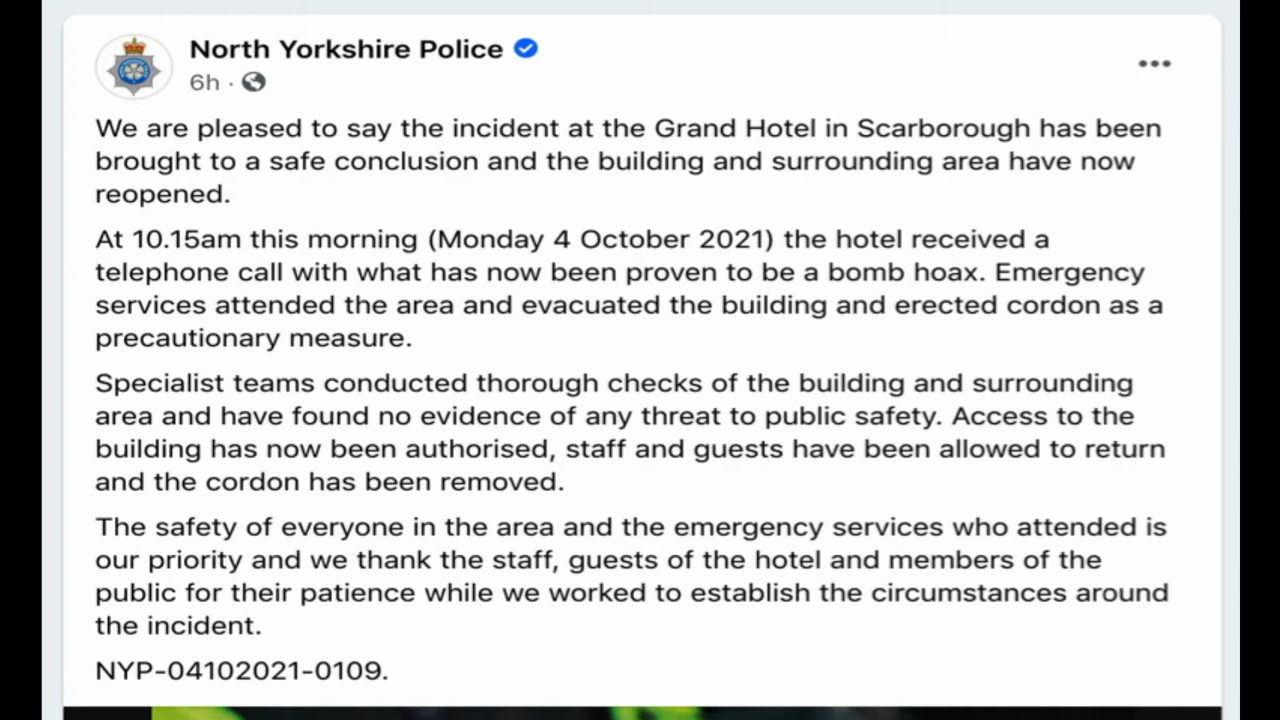 North Yorkshire Police
6h ·
We are pleased to say the incident at the Grand Hotel in Scarborough has been
brought to a safe conclusion and the building and surrounding area have now
reopened.
At 10.15am this morning (Monday 4 October 2021) the hotel received a
telephone call with what has now been proven to be a bomb hoax. Emergency
services attended the area and evacuated the building and erected cordon as a
precautionary measure.
Specialist teams conducted thorough checks of the building and surrounding
area and have found no evidence of any threat to public safety. Access to the
building has now been authorised, staff and guests have been allowed to return
and the cordon has been removed.
The safety of everyone in the area and the emergency services who attended is
our priority and we thank the staff, guests of the hotel and members of the
public for their patience while we worked to establish the circumstances around
the incident.
NYP-04102021-0109.